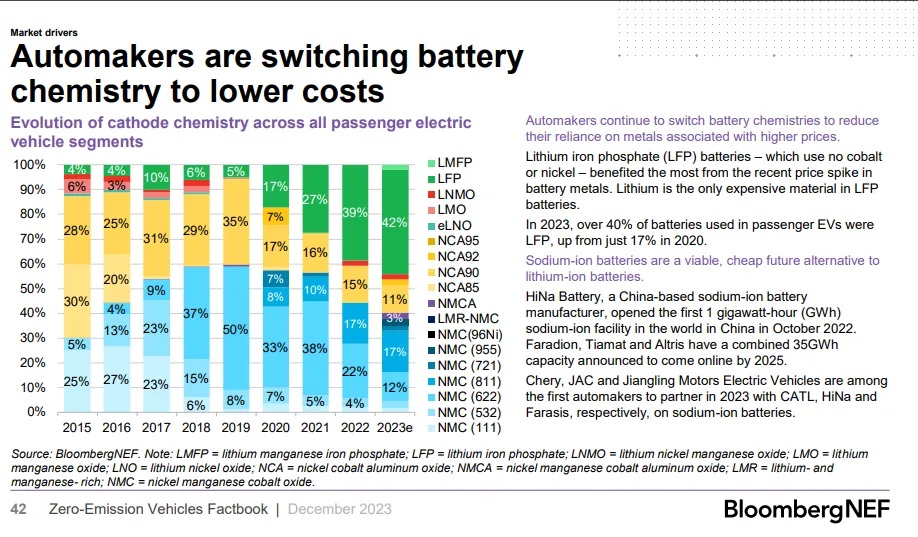 Market drivers
Automakers are switching battery
chemistry to lower costs
Evolution of cathode chemistry across all passenger electric
vehicle segments
100%
90%
80%
70%
60%
50%
40%
30%
20%
10%
0%
25%
5%
30%
28%
6%
4%
27%
13%
4%
20%
25%
3%
4%
23%
23%
9%
31%
10%
6%
15%
37%
29%
6%
8%
50%
35%
5%
7%
33%
8%
7%
17%
7%
17%
5%
38%
10%
16%
27%
4%
22%
17%
15%
39%
12%
17%
3%
11%
42%
2015 2016 2017 2018 2019 2020 2021 2022 2023e
LMFP
LFP
LNMO
LMO
eLNO
NCA95
NCA92
NCA90
NCA85
NMCA
LMR-NMC
NMC(96Ni)
NMC (955)
NMC (721)
NMC (811)
NMC (622)
NMC (532)
NMC (111)
Automakers continue to switch battery chemistries to reduce
their reliance on metals associated with higher prices.
Lithium iron phosphate (LFP) batteries – which use no cobalt
or nickel – benefited the most from the recent price spike in
battery metals. Lithium is the only expensive material in LFP
batteries.
In 2023, over 40% of batteries used in passenger EVs were
LFP, up from just 17% in 2020.
Sodium-ion batteries are a viable, cheap future alternative to
lithium-ion batteries.
HiNa Battery, a China-based sodium-ion battery
manufacturer, opened the first 1 gigawatt-hour (GWh)
sodium-ion facility in the world in China in October 2022.
Faradion, Tiamat and Altris have a combined 35GWh
capacity announced to come online by 2025.
Chery, JAC and Jiangling Motors Electric Vehicles are among
the first automakers to partner in 2023 with CATL, HiNa and
Farasis, respectively, on sodium-ion batteries.
Source: BloombergNEF. Note: LMFP = lithium manganese iron phosphate; LFP = lithium iron phosphate; LNMO = lithium nickel manganese oxide; LMO = lithium
manganese oxide; LNO = lithium nickel oxide; NCA = nickel cobalt aluminum oxide; NMCA = nickel manganese cobalt aluminum oxide; LMR = lithium- and
manganese- rich; NMC = nickel manganese cobalt oxide.
42 Zero-Emission Vehicles Factbook | December 2023
BloombergNEF